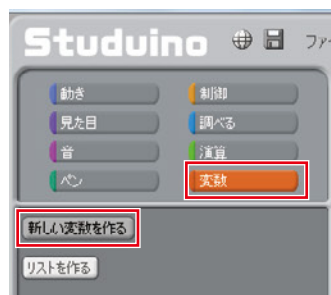 Studuino ファ
動き 制御
見た目 調べる
音 演算
ペン 変数
新しい変数を作る
リストを作る